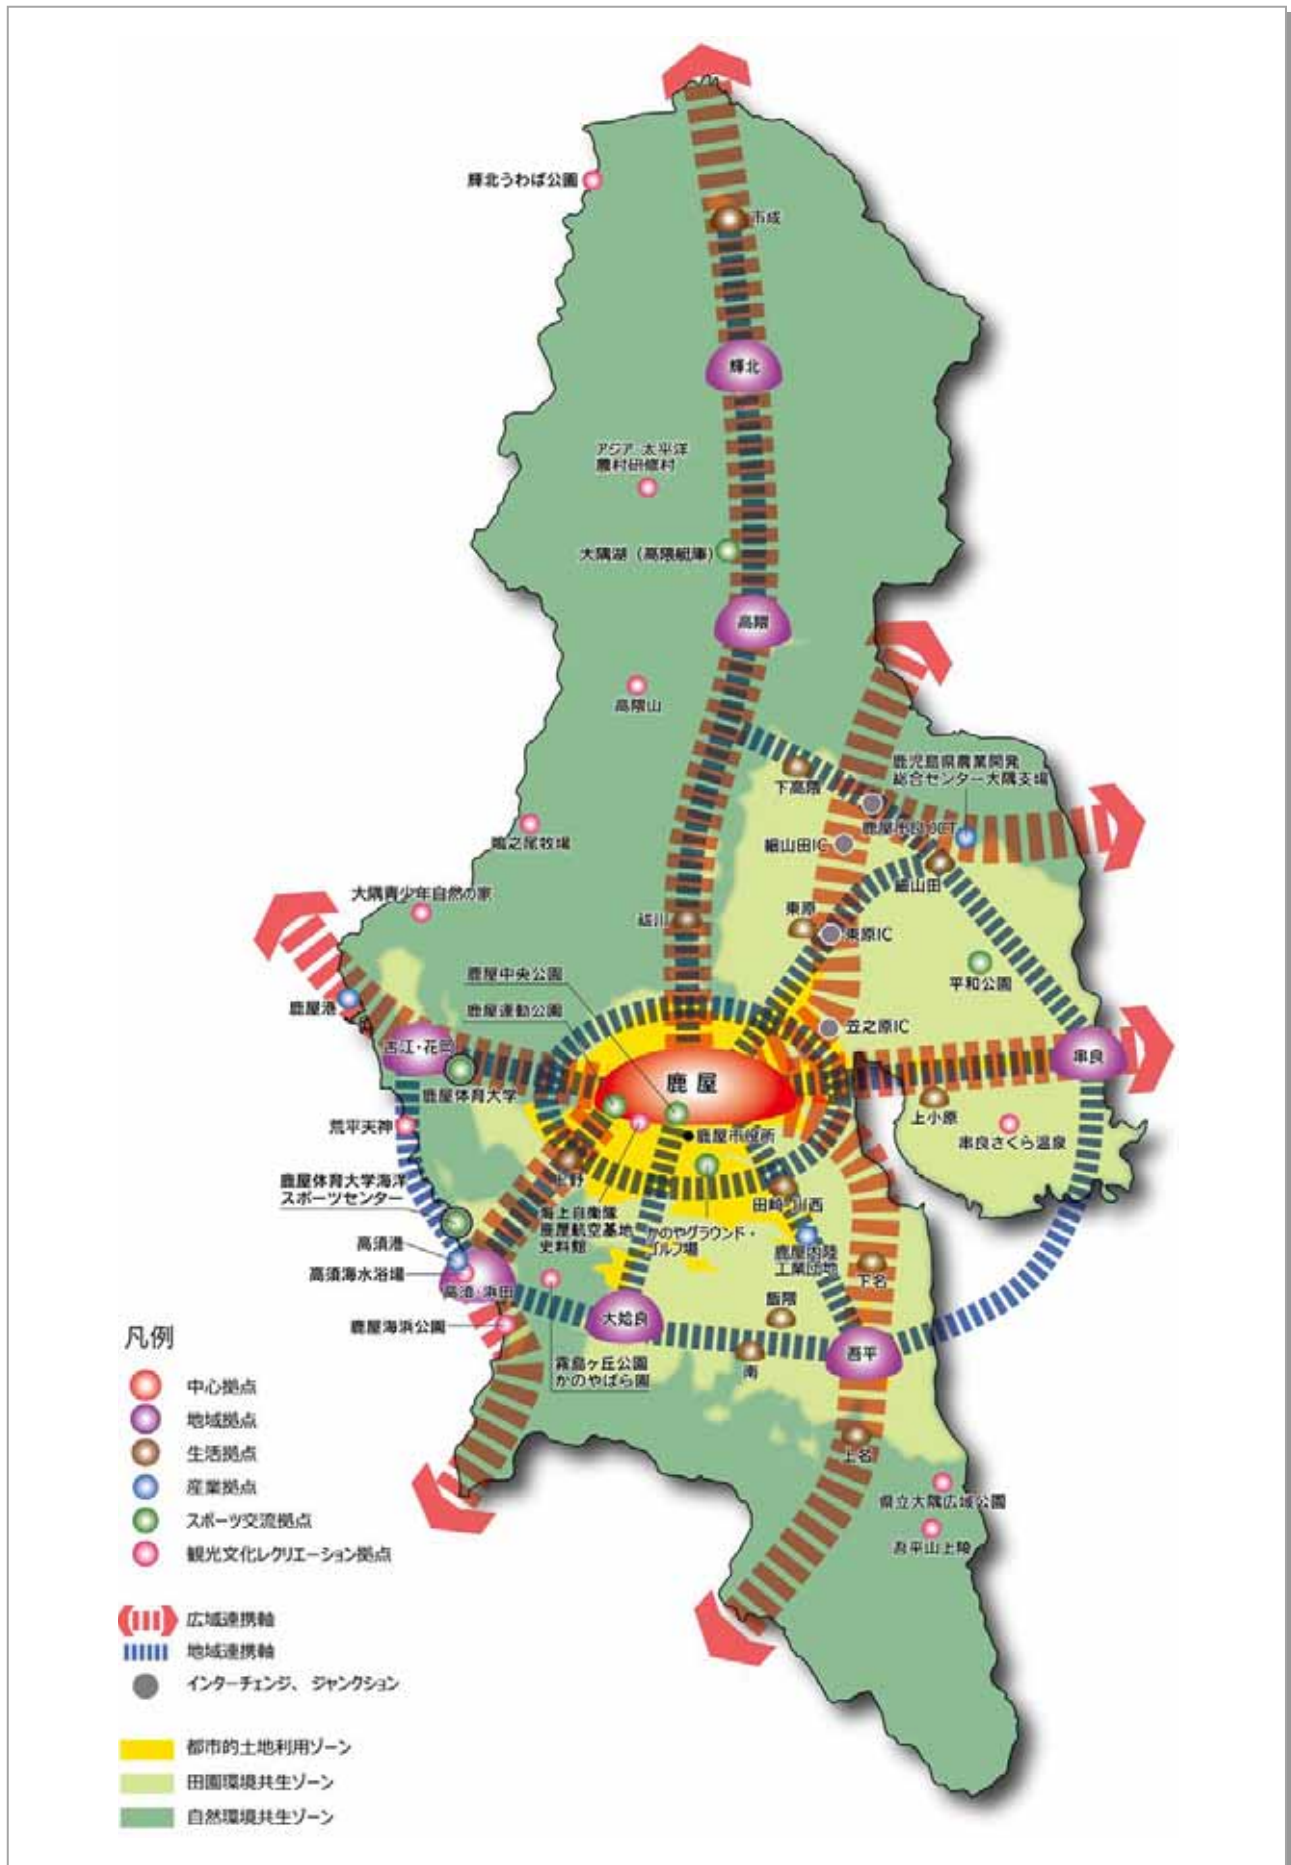 輝北うわば公園
市成
輝北
アジア・太平洋
農村研修村
大隅湖（高隈艇庫）
高隈
高隈山
鹿児島県農業開発
総合センター大隅支場
下高隈
鹿屋串良JCT
細山田IC
細山田
鳴之尾牧場
大隅青少年自然の家
祓川
東原
東原IC
平和公園
鹿屋中央公園
鹿屋港
鹿屋運動公園
笠之原IC
古江・花岡
串良
鹿屋
鹿屋体育大学
上小原
荒平天神
鹿屋市役所
串良さくら温泉
上野
鹿屋体育大学海洋
スポーツセンター
田崎・川西
海上自衛隊
鹿屋航空基地
史料館
かのやグラウンド・
ゴルフ場
高須港
鹿屋内陸
工業団地
高須海水浴場
下名
高須・浜田
飯隈
鹿屋海浜公園
大姶良
吾平
霧島ヶ丘公園
かのやばら園
南
上名
県立大隅広域公園
吾平山上陵
凡例
中心拠点
地域拠点
生活拠点
産業拠点
スポーツ交流拠点
観光文化レクリエーション拠点
広域連携軸
地域連携軸
インターチェンジ、ジャンクション
都市的土地利用ゾーン
田園環境共生ゾーン
自然環境共生ゾーン